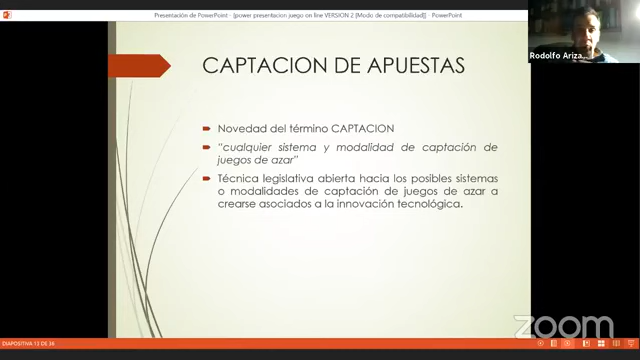 Presentación de PowerPoint - [power presentacion juego on line VERSION 2 [Modo de compatibilidad]] - PowerPoint
Rodolfo Ariza
CAPTACION DE APUESTAS
Novedad del término CAPTACION
"cualquier sistema y modalidad de captación de
juegos de azar"
Técnica legislativa abierta hacia los posibles sistemas
o modalidades de captación de juegos de azar a
crearse asociados a la innovación tecnológica.
zoom
DIAPOSITIVA 12 DE 34